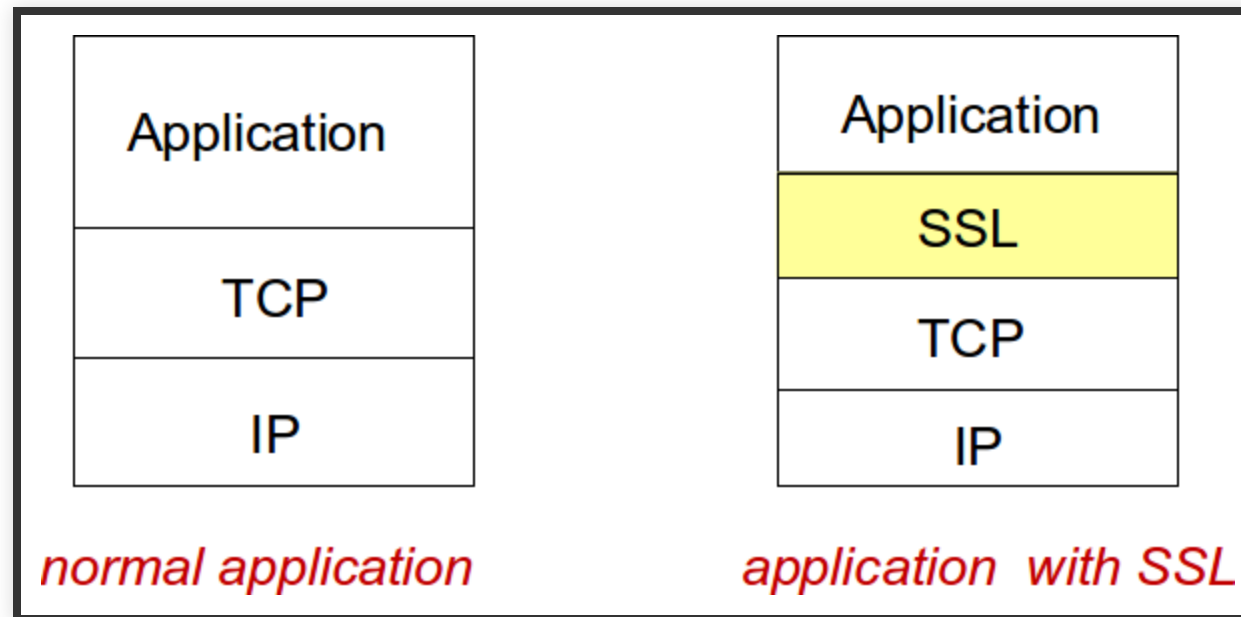 Application
TCP
IP
normal application
Application
SSL
TCP
IP
application with SSL